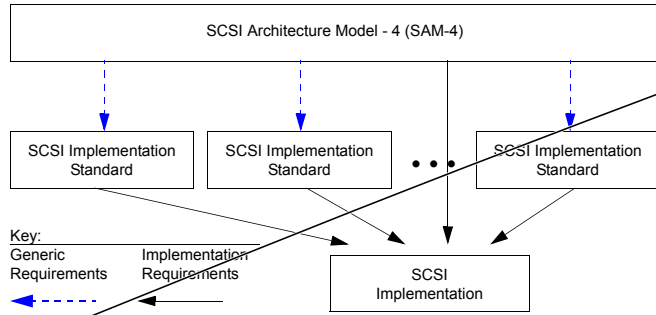 SCSI Architecture Model - 4 (SAM-4)
SCSI Implementation
Standard
SCSI Implementation
Standard
SCSI Implementation
Standard
Key:
Generic
Requirements
Implementation
Requirements
SCSI
Implementation